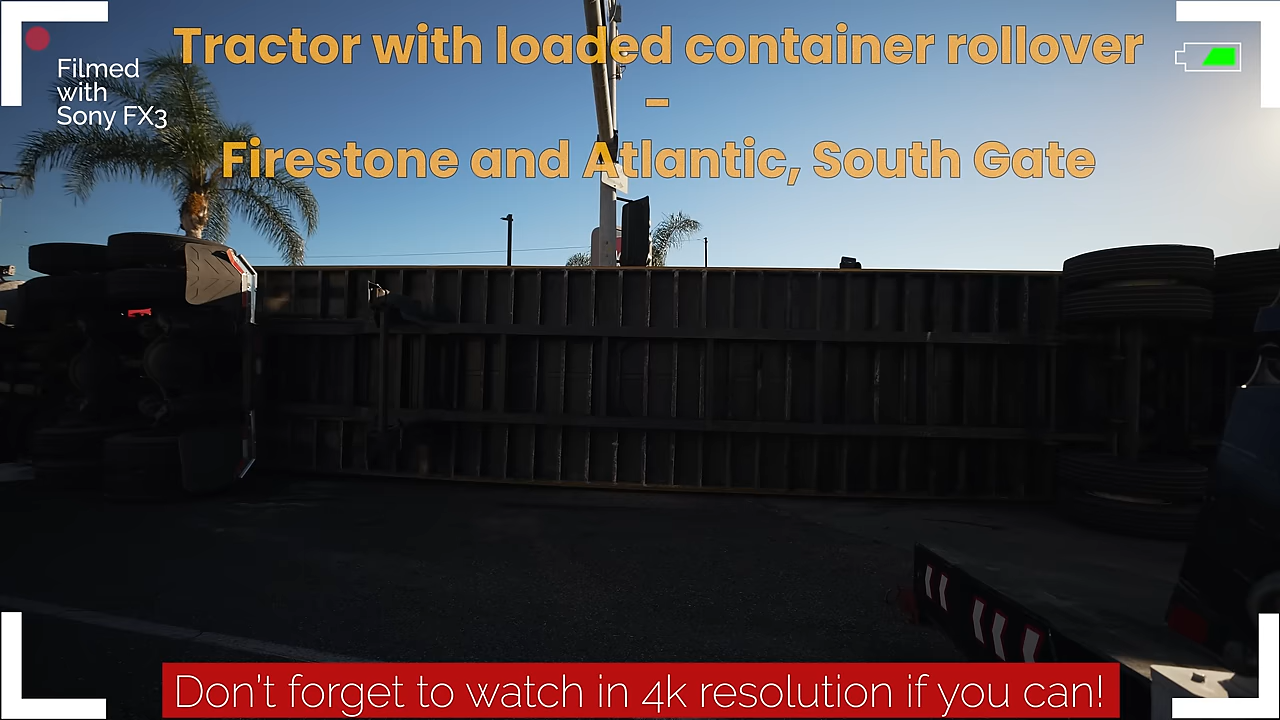 Tractor with loaded container rollover
-
Firestone and Atlantic, South Gate
Filmed
with
Sony FX3
Don't forget to watch in 4k resolution if you can!